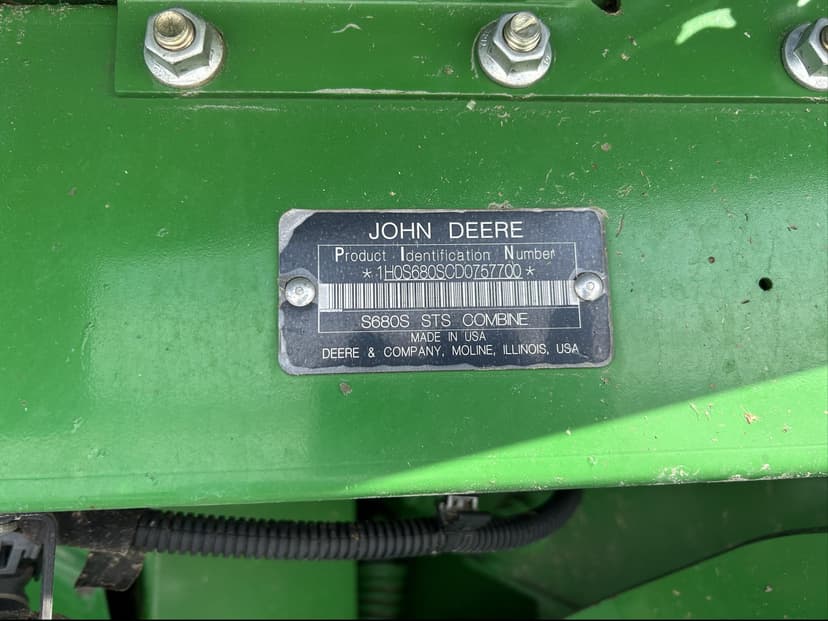 JOHN DEERE
Product Identification Number
*1H0S680SCD0757700*
S680S STS COMBINE
MADE IN USA
DEERE & COMPANY, MOLINE, ILLINOIS, USA